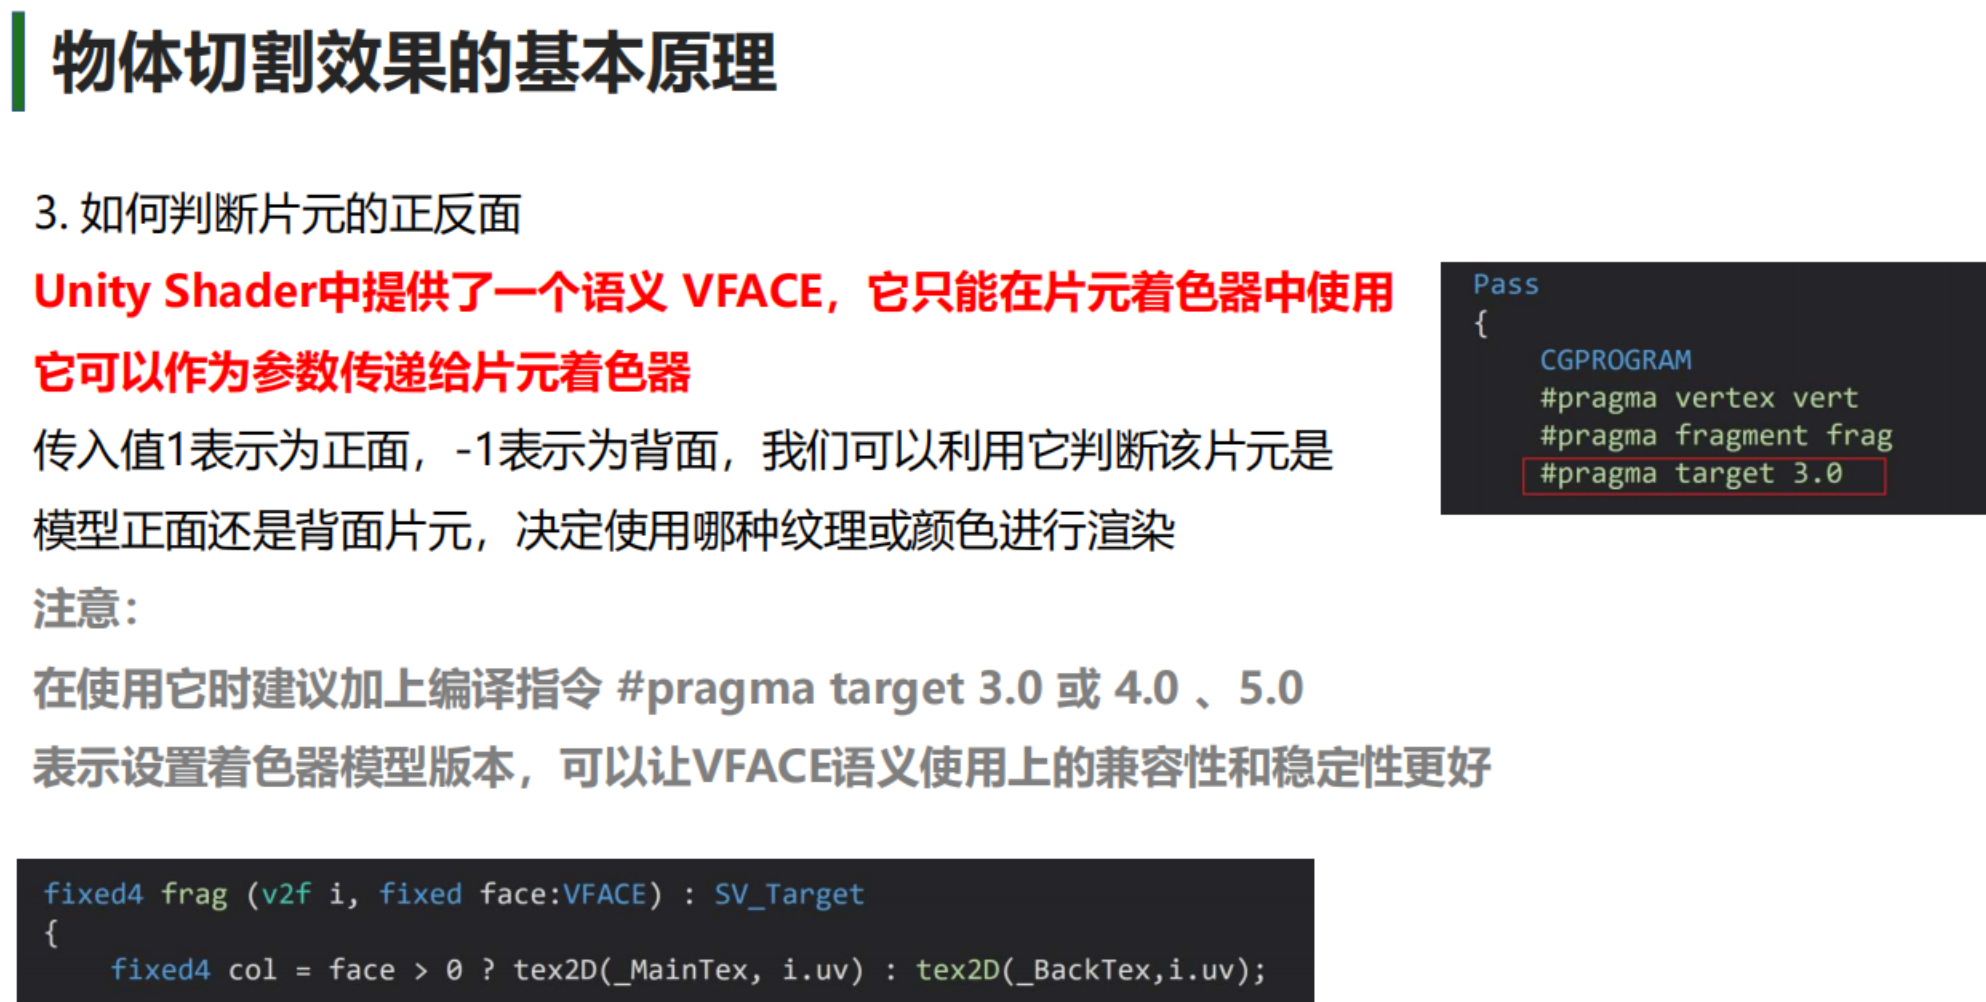 物体切割效果的基本原理
3. 如何判断片元的正反面
Unity Shader中提供了一个语义 VFACE，它只能在片元着色器中使用
它可以作为参数传递给片元着色器
传入值1表示为正面，-1表示为背面，我们可以利用它判断该片元是
模型正面还是背面片元，决定使用哪种纹理或颜色进行渲染
注意：
在使用它时建议加上编译指令 #pragma target 3.0 或 4.0 、5.0
表示设置着色器模型版本，可以让VFACE语义使用上的兼容性和稳定性更好
Pass
{
CGPROGRAM
#pragma vertex vert
#pragma fragment frag
#pragma target 3.0
fixed4 frag (v2f i, fixed face:VFACE) : SV_Target
{
fixed4 col = face > 0 ? tex2D(_MainTex, i.uv) : tex2D(_BackTex,i.uv);